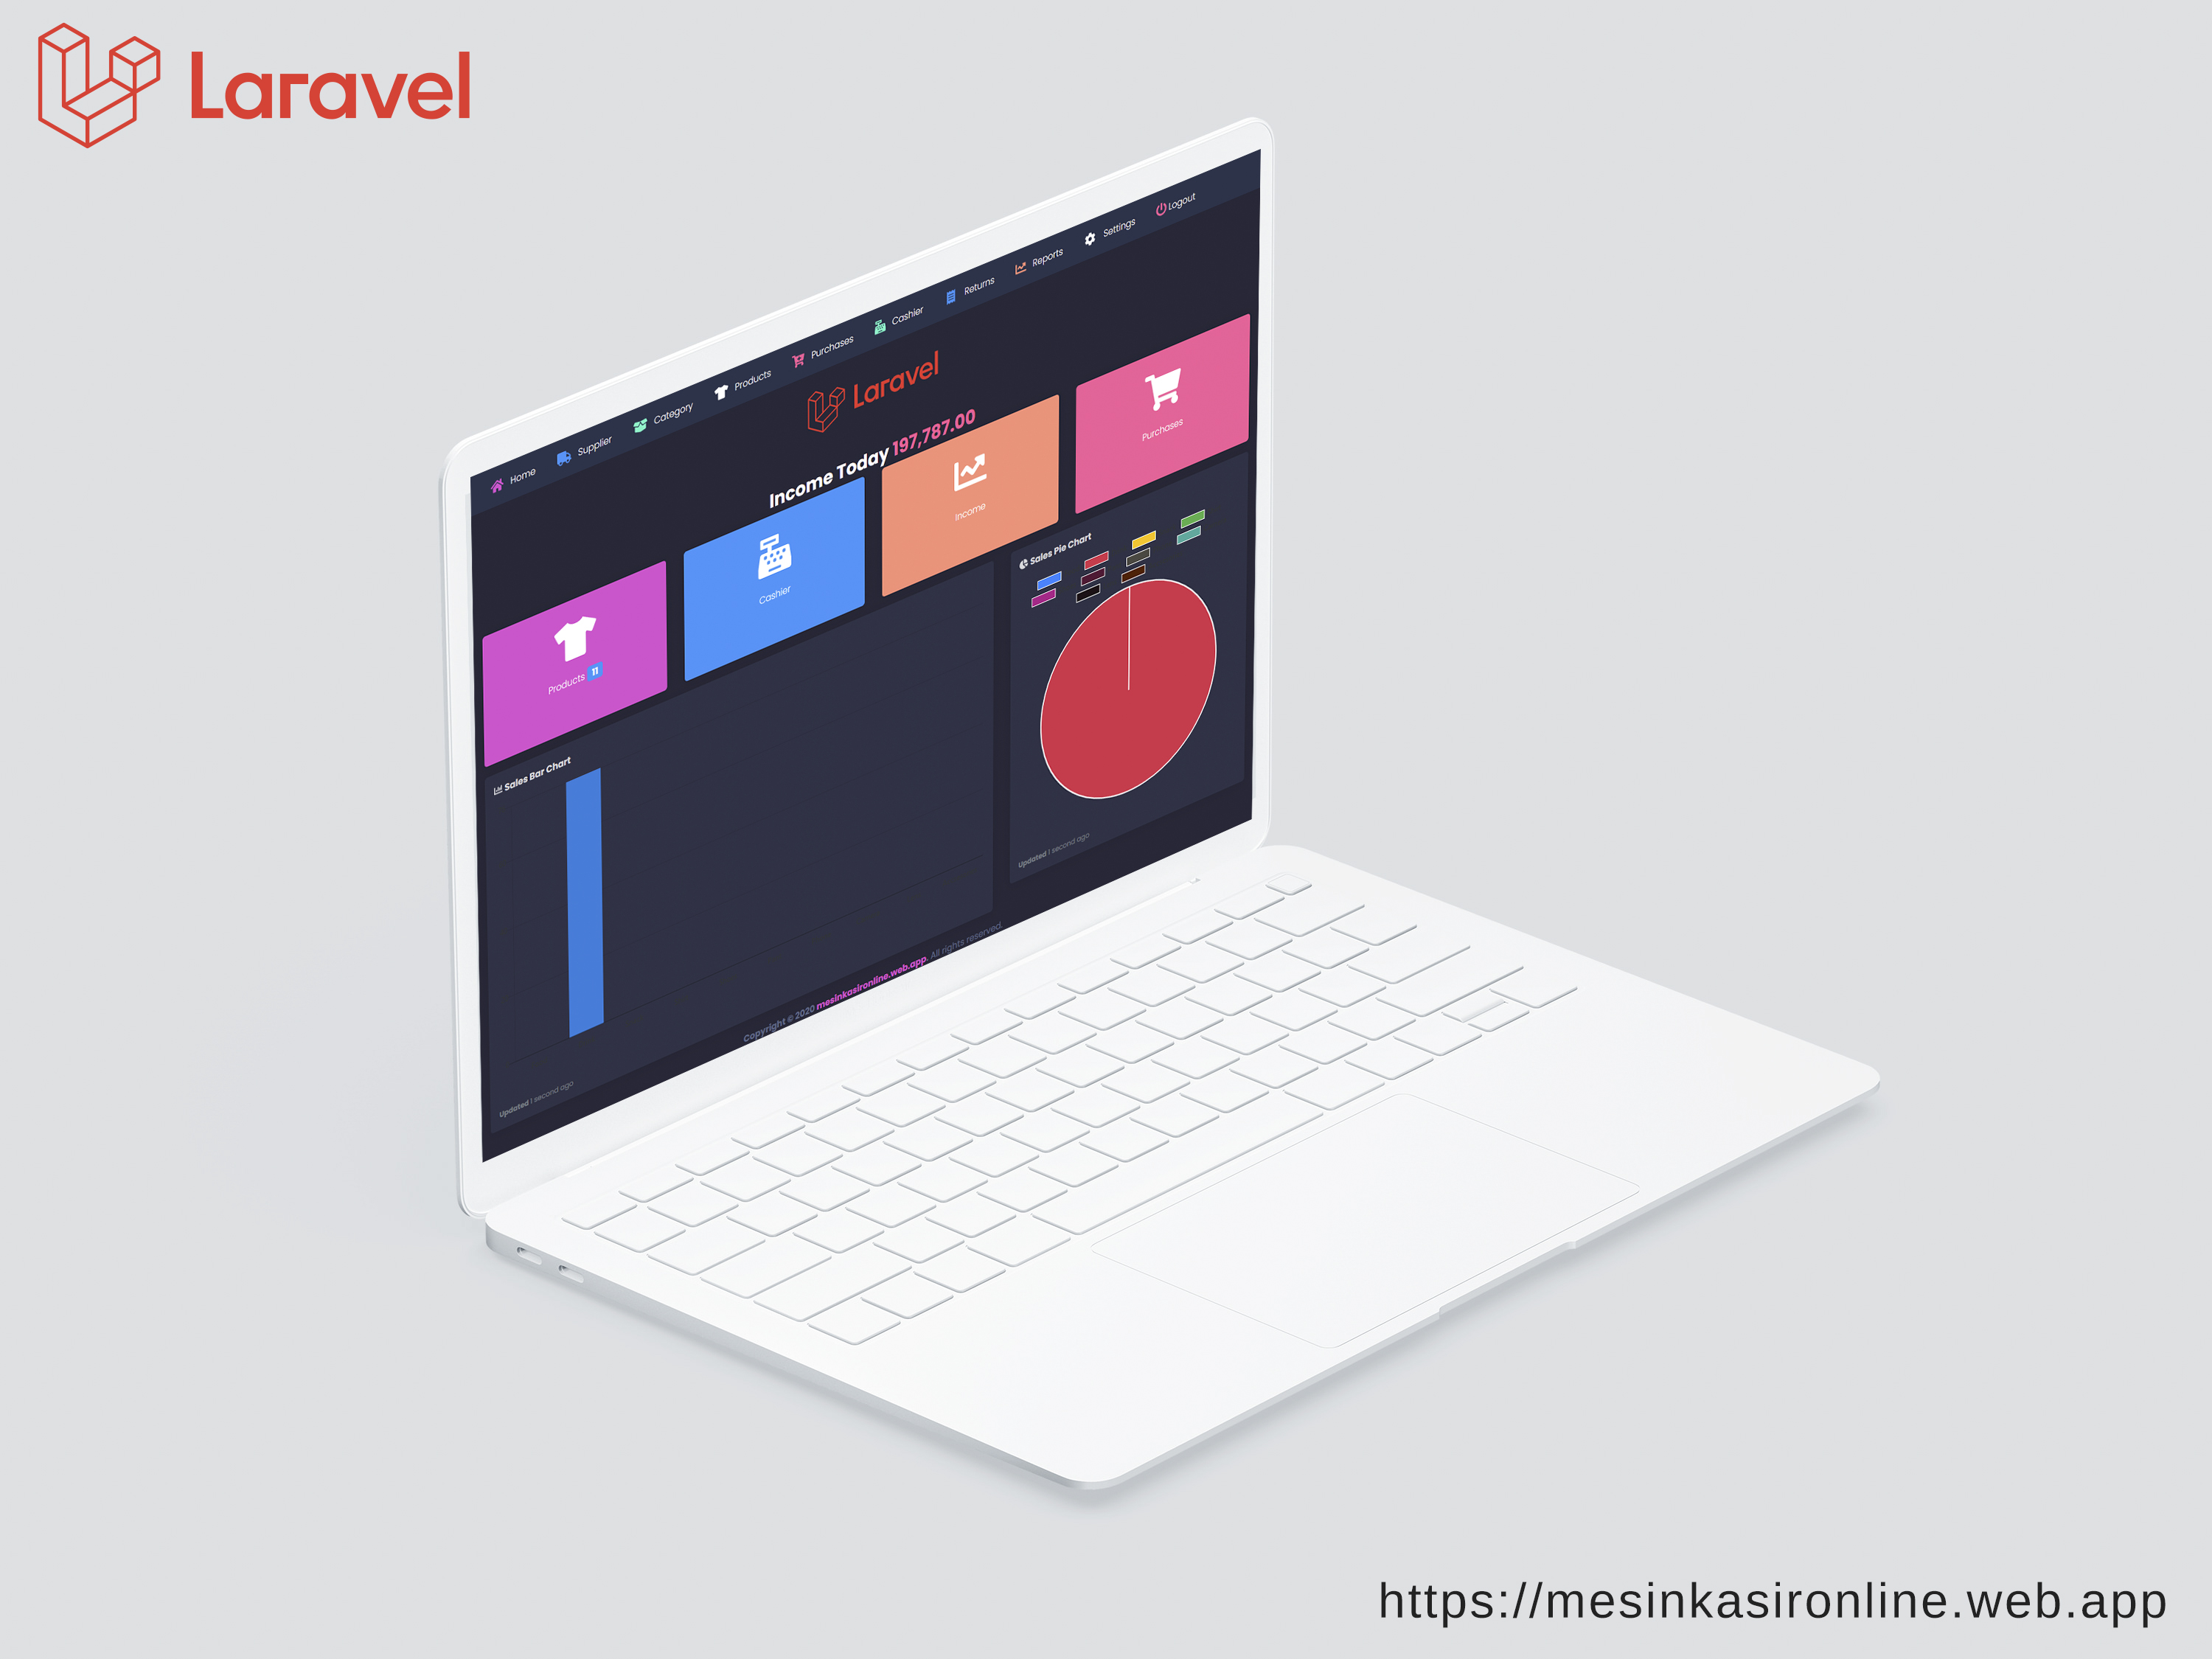 Laravel
Home
Supplier
Category
Products
Purchases
Cashier
Returns
Reports
Settings
Logout
Laravel
Income Today 197,787.00
Products 11
Cashier
Income
Purchases
Sales Bar Chart
Updated 1 second ago
Sales Pie Chart
Updated 1 second ago
Copyright © 2020 mesinkasironline.web.app. All rights reserved.
https://mesinkasironline.web.app